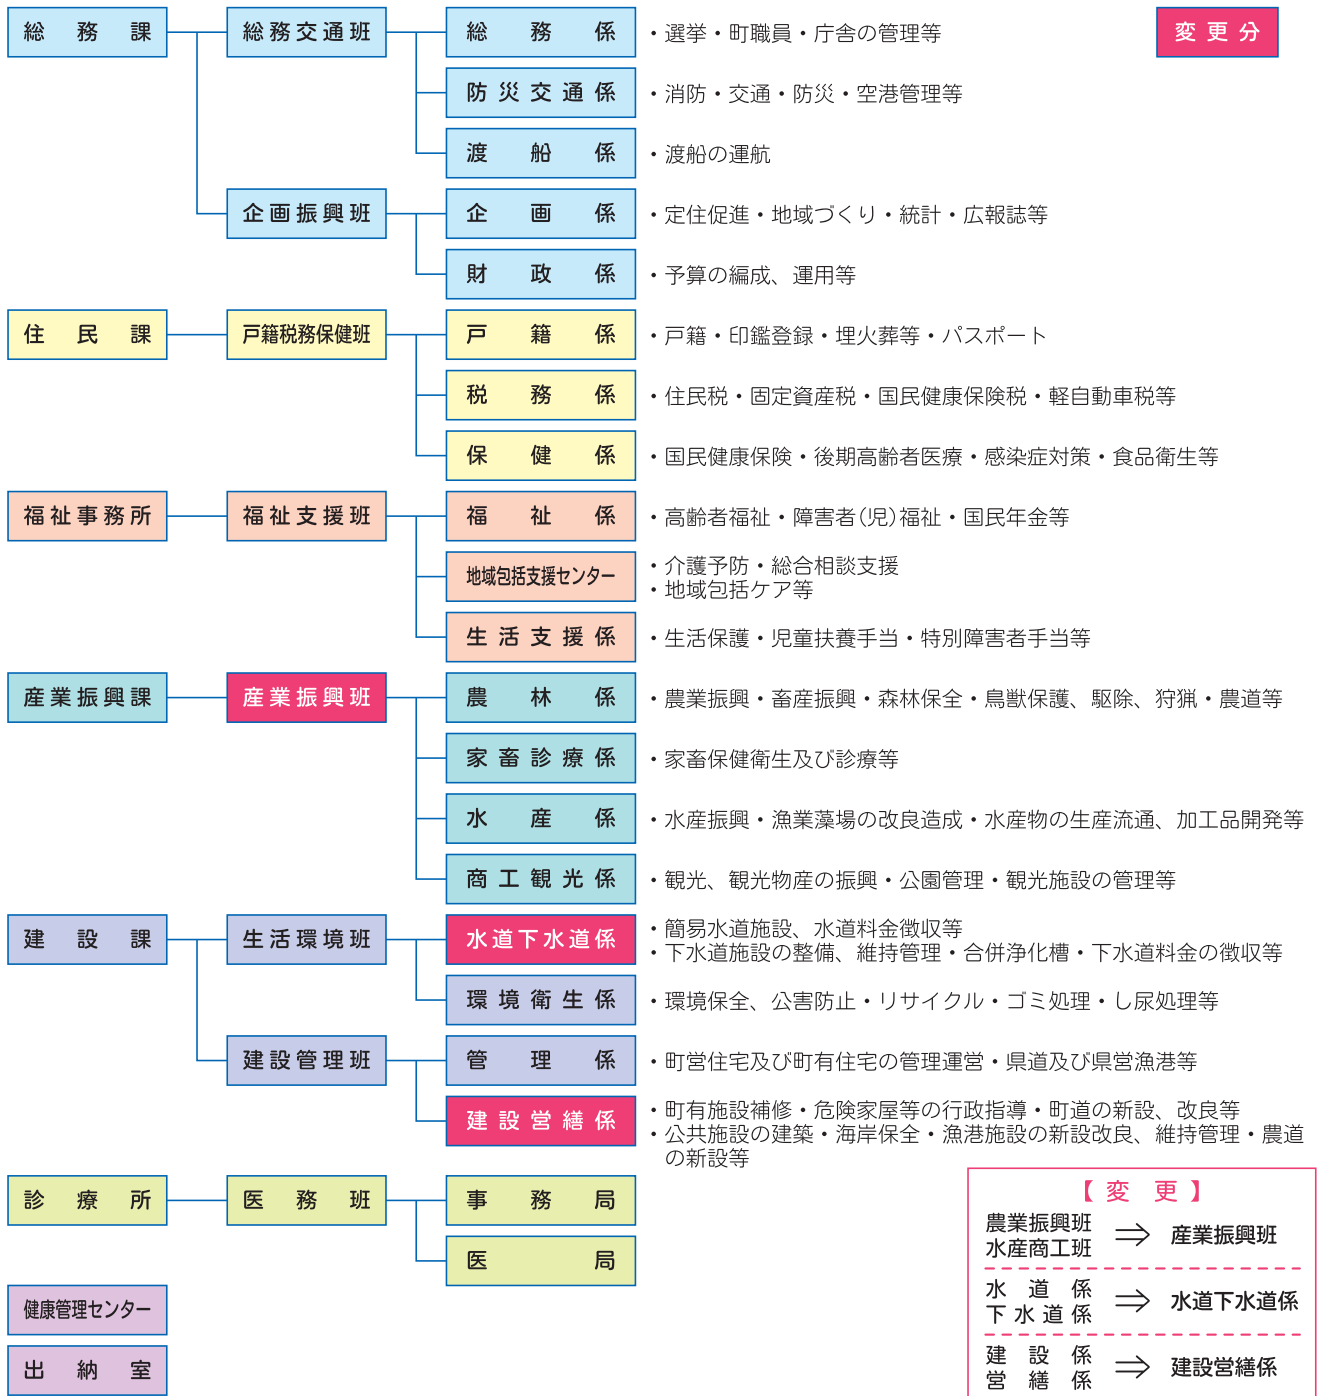 変更分
総務課
総務交通班
総務係
・選挙・町職員・庁舎の管理等
防災交通係
・消防・交通・防災・空港管理等
渡船係
・渡船の運航
企画振興班
企画係
・定住促進・地域づくり・統計・広報誌等
財政係
・予算の編成、運用等
住民課
戸籍税務保健班
戸籍係
・戸籍・印鑑登録・埋火葬等・パスポート
税務係
・住民税・固定資産税・国民健康保険税・軽自動車税等
保健係
・国民健康保険・後期高齢者医療・感染症対策・食品衛生等
福祉事務所
福祉支援班
福祉係
・高齢者福祉・障害者(児)福祉・国民年金等
地域包括支援センター
・介護予防・総合相談支援
・地域包括ケア等
生活支援係
・生活保護・児童扶養手当・特別障害者手当等
産業振興課
産業振興班
農林係
・農業振興・畜産振興・森林保全・鳥獣保護、駆除、狩猟・農道等
家畜診療係
・家畜保健衛生及び診療等
水産係
・水産振興・漁業藻場の改良造成・水産物の生産流通、加工品開発等
商工観光係
・観光、観光物産の振興・公園管理・観光施設の管理等
建設課
生活環境班
水道下水道係
・簡易水道施設、水道料金徴収等
・下水道施設の整備、維持管理・合併浄化槽・下水道料金の徴収等
環境衛生係
・環境保全、公害防止・リサイクル・ゴミ処理・し尿処理等
建設管理班
管理係
・町営住宅及び町有住宅の管理運営・県道及び県営漁港等
建設営繕係
・町有施設補修・危険家屋等の行政指導・町道の新設、改良等
・公共施設の建築・海岸保全・漁港施設の新設改良、維持管理・農道
の新設等
診療所
医務班
事務局
医局
健康管理センター
出納室
【変更】
農業振興班
水産商工班
⇒ 産業振興班
水道係
下水道係
⇒ 水道下水道係
建設係
営繕係
⇒ 建設営繕係